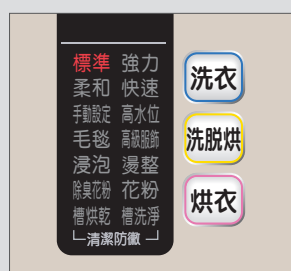 標準 強力
柔和 快速
手動設定 高水位
毛毯 高級服飾
浸泡 燙整
除臭花粉 花粉
槽烘乾 槽洗淨
清潔防黴
洗衣
洗脱烘
烘衣